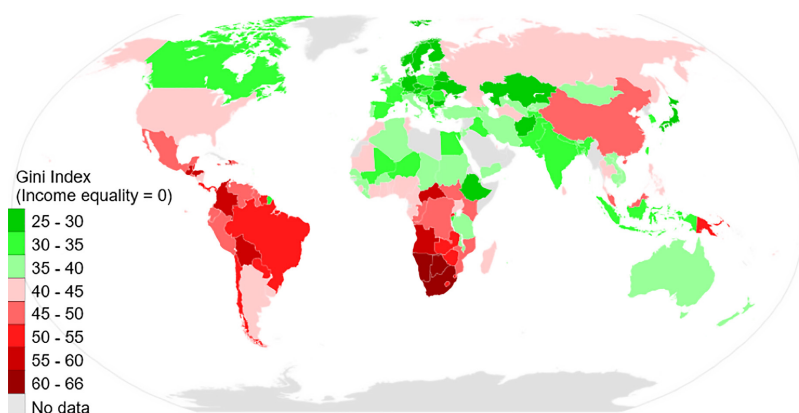 Gini Index
(Income equality = 0)
25 - 30
30 - 35
35 - 40
40 - 45
45 - 50
50 - 55
55 - 60
60 - 66
No data